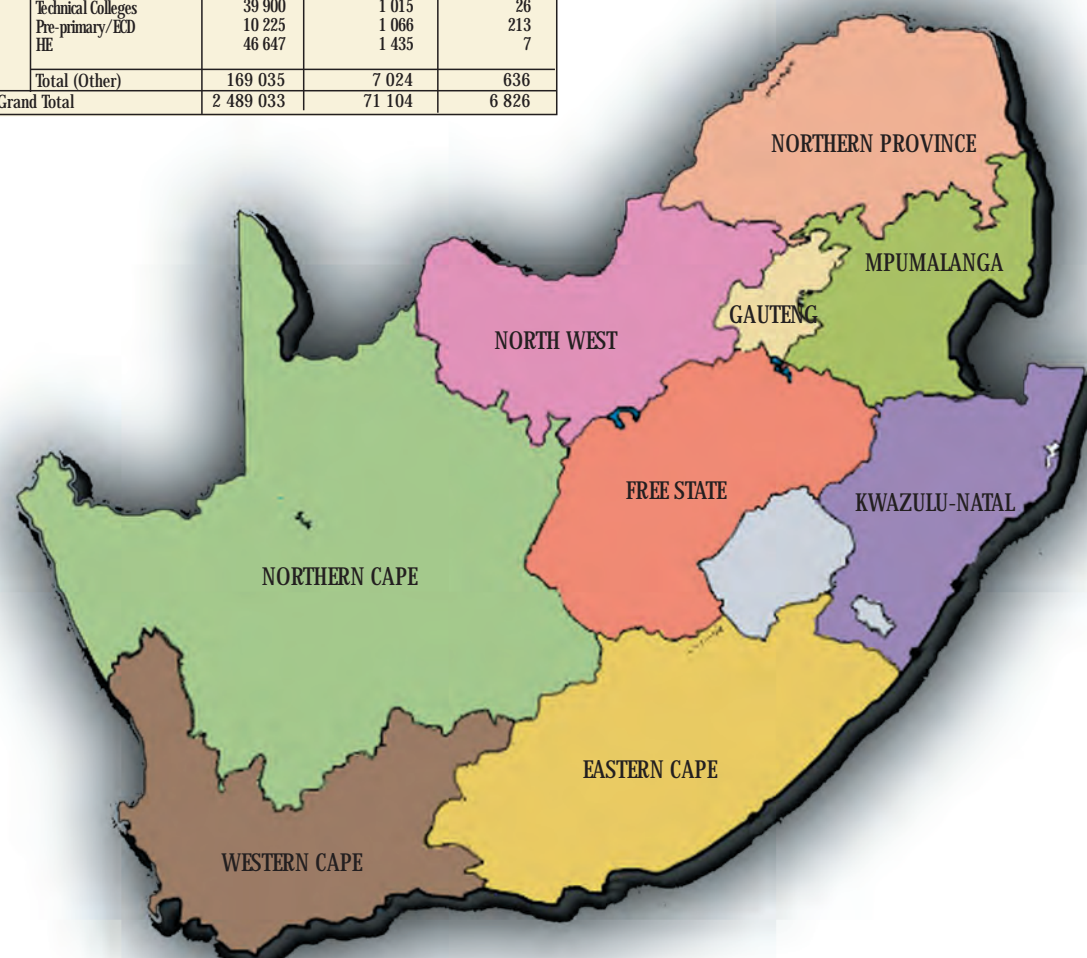 Technical Colleges 39 900 1 015 26
Pre-primary/ECD 10 225 1 066 213
HE 46 647 1 435 7
Total (Other) 169 035 7 024 636
Grand Total 2 489 033 71 104 6 826
NORTHERN PROVINCE
MPUMALANGA
GAUTENG
NORTH WEST
FREE STATE
KWAZULU-NATAL
NORTHERN CAPE
EASTERN CAPE
WESTERN CAPE